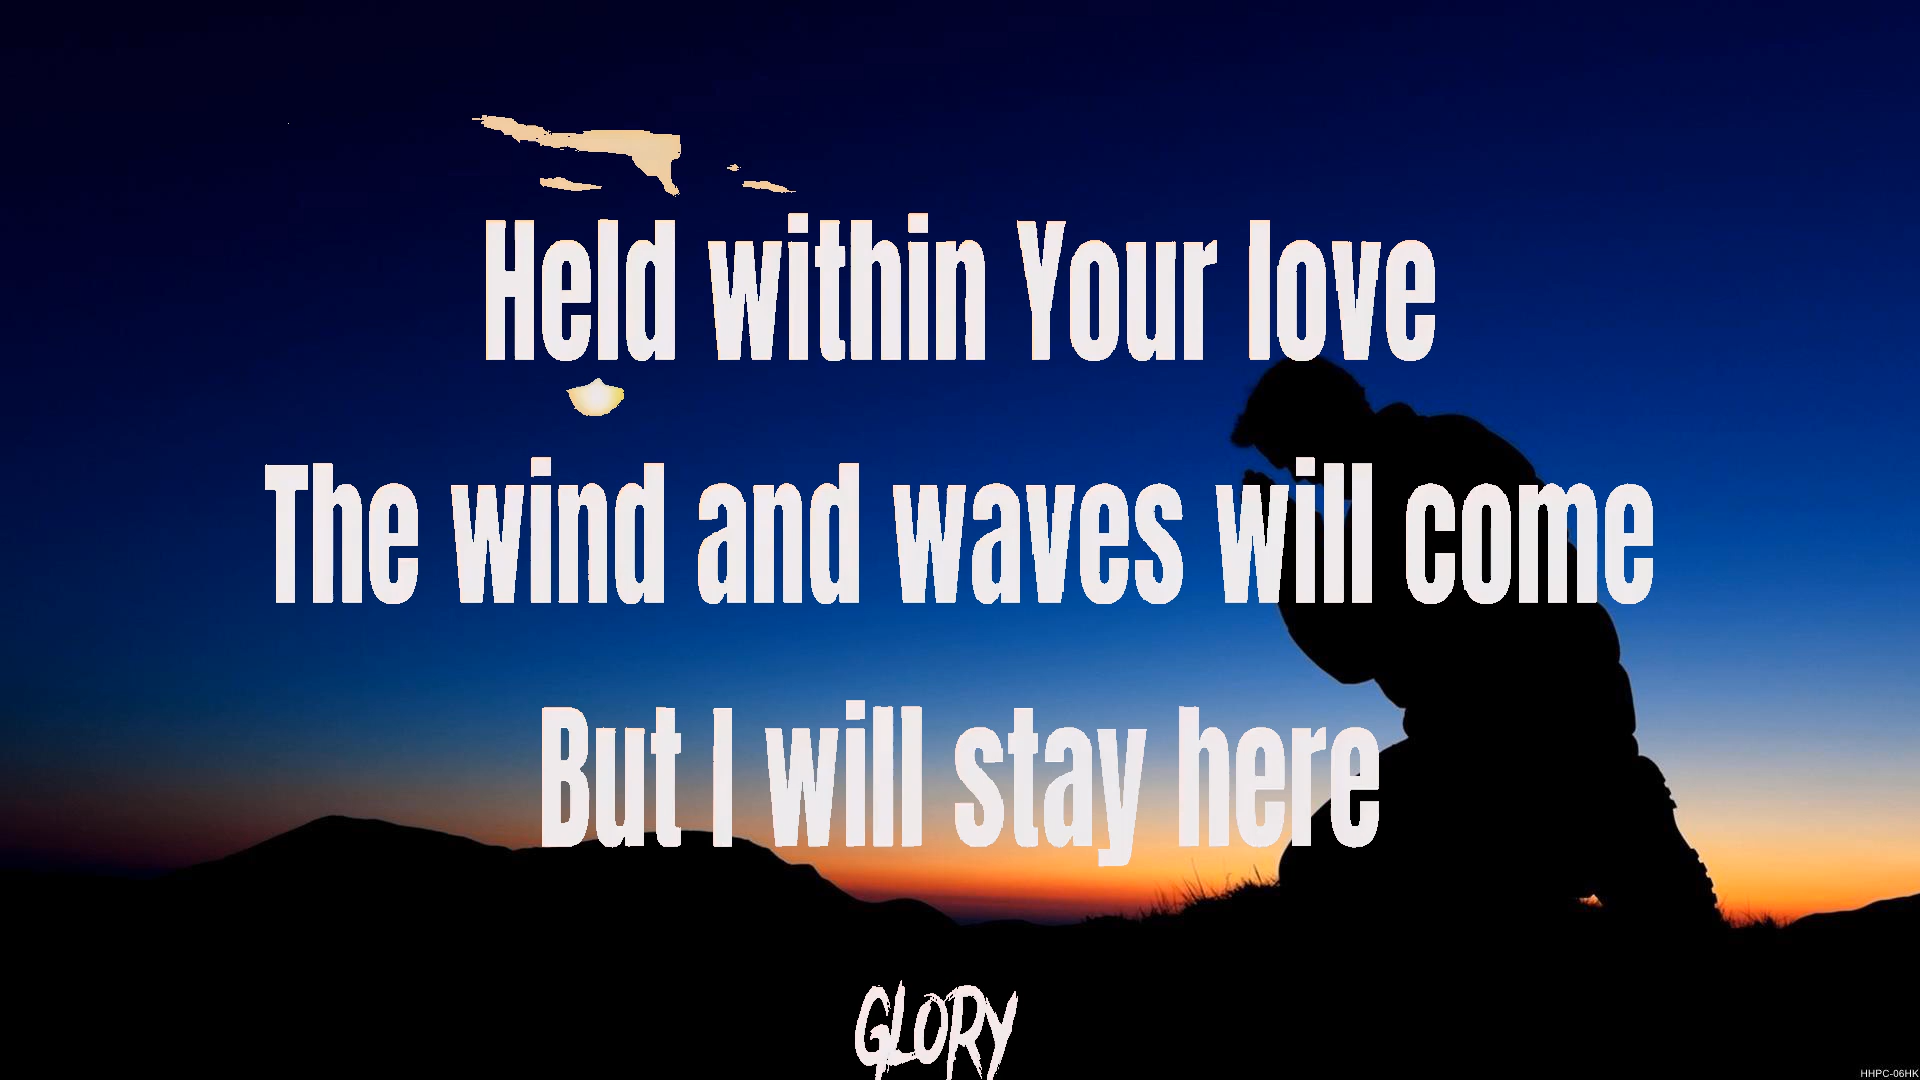 Held within Your love
The wind and waves will come
But I will stay here
GLORY
HHPC-06HK